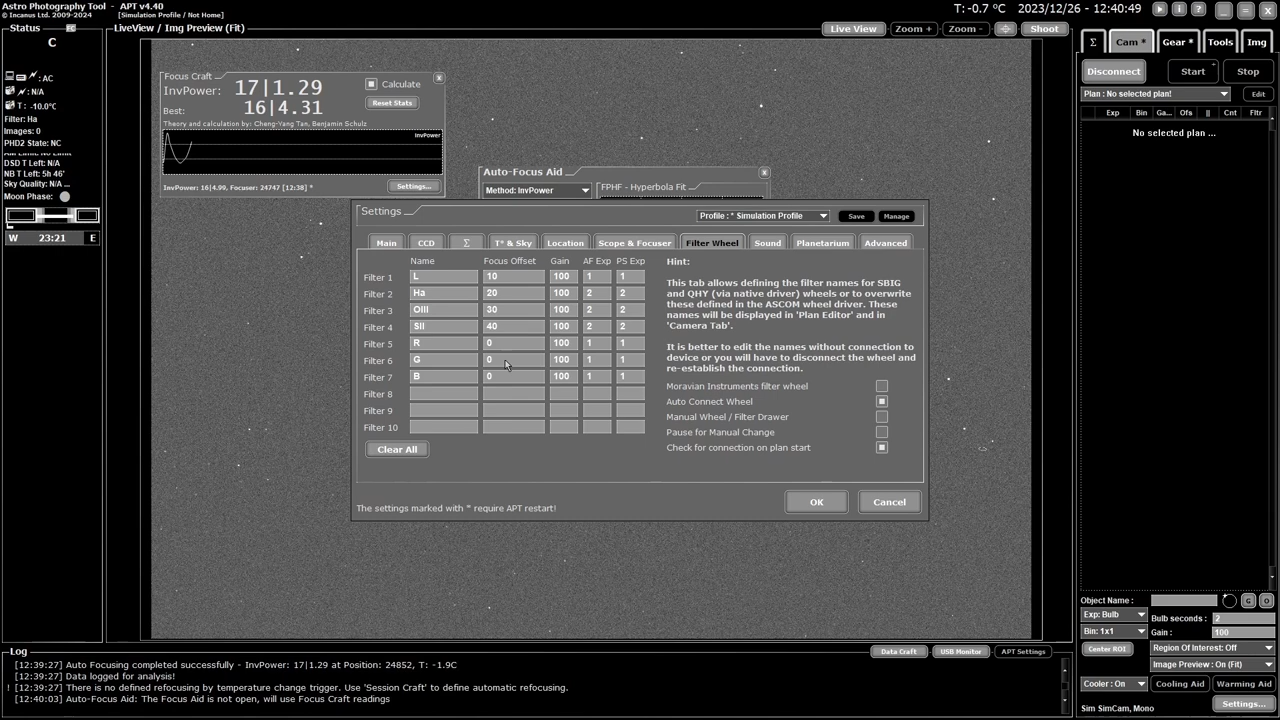 Astro Photography Tool - APT v4.40
© Incanus Ltd. 2009-2024 [Simulation Profile / Not Home]
T: -0.7 ºC 2023/12/26 - 12:40:49
Status
C
: AC
: N/A
T : -10.0°C
Filter: Ha
Images: 0
PHD2 State: NC
DSD T Left: N/A
NB T Left: 5h 46'
Sky Quality: N/A ...
Moon Phase:
W 23:21 E
LiveView / Img Preview (Fit)
Live View Zoom + Zoom - Shoot
Focus Craft
InvPower: 17|1.29
Best: 16|4.31
Calculate
Reset Stats
Theory and calculation by: Cheng-Yang Tan, Benjamin Schulz
InvPower
InvPower: 16|4.99, Focuser: 24747 [12:38] *
Settings...
Auto-Focus Aid
Method: InvPower
FPHF - Hyperbola Fit
Settings
Profile : * Simulation Profile Save Manage
Main CCD Σ Tº & Sky Location Scope & Focuser Filter Wheel Sound Planetarium Advanced
Name Focus Offset Gain AF Exp PS Exp
Filter 1 L 10 100 1 1
Filter 2 Ha 20 100 2 2
Filter 3 OIII 30 100 2 2
Filter 4 SII 40 100 2 2
Filter 5 R 0 100 1 1
Filter 6 G 0 100 1 1
Filter 7 B 0 100 1 1
Filter 8
Filter 9
Filter 10
Clear All
Hint:
This tab allows defining the filter names for SBIG
and QHY (via native driver) wheels or to overwrite
these defined in the ASCOM wheel driver. These
names will be displayed in 'Plan Editor' and in
'Camera Tab'.
It is better to edit the names without connection to
device or you will have to disconnect the wheel and
re-establish the connection.
Moravian Instruments filter wheel
Auto Connect Wheel
Manual Wheel / Filter Drawer
Pause for Manual Change
Check for connection on plan start
OK Cancel
The settings marked with * require APT restart!
Σ Cam * Gear * Tools Img
Disconnect Start + Stop
Plan : No selected plan! Edit
Exp Bin Ga... Ofs || Cnt Fltr
No selected plan ...
Object Name : G O
Exp: Bulb Bulb seconds : 2
Bin: 1x1 Gain : 100
Center ROI Region Of Interest: Off
Image Preview : On (Fit)
Cooler : On Cooling Aid Warming Aid
Sim SimCam, Mono Settings...
Log
Data Craft USB Monitor APT Settings
[12:39:27] Auto Focusing completed successfully - InvPower: 17|1.29 at Position: 24852, T: -1.9C
[12:39:27] Data logged for analysis!
! [12:39:27] There is no defined refocusing by temperature change trigger. Use 'Session Craft' to define automatic refocusing.
[12:40:03] Auto-Focus Aid: The Focus Aid is not open, will use Focus Craft readings